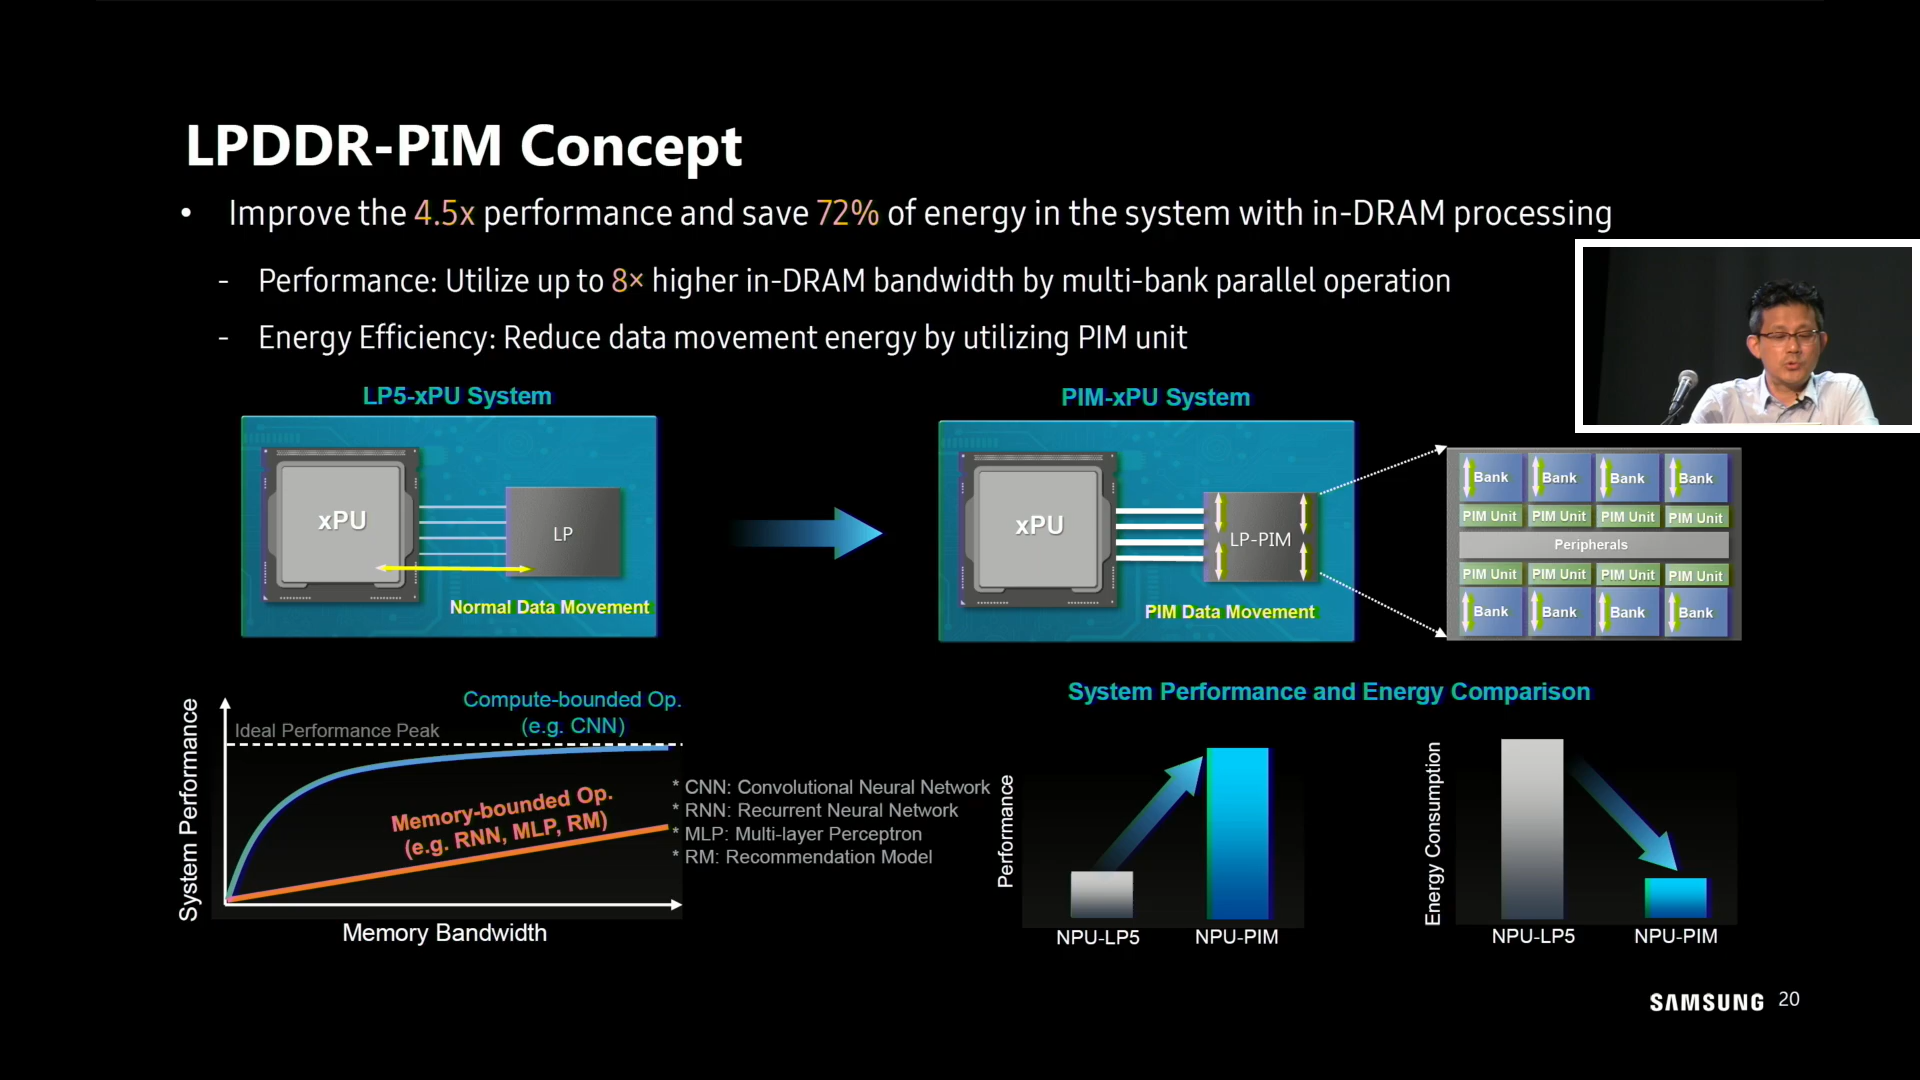 LPDDR-PIM Concept
• Improve the 4.5x performance and save 72% of energy in the system with in-DRAM processing
- Performance: Utilize up to 8× higher in-DRAM bandwidth by multi-bank parallel operation
- Energy Efficiency: Reduce data movement energy by utilizing PIM unit
LP5-xPU System
xPU
LP
Normal Data Movement
PIM-xPU System
xPU
LP-PIM
PIM Data Movement
Bank Bank Bank Bank
PIM Unit PIM Unit PIM Unit PIM Unit
Peripherals
PIM Unit PIM Unit PIM Unit PIM Unit
Bank Bank Bank Bank
System Performance
Ideal Performance Peak
Compute-bounded Op.
(e.g. CNN)
Memory-bounded Op.
(e.g. RNN, MLP, RM)
Memory Bandwidth
* CNN: Convolutional Neural Network
* RNN: Recurrent Neural Network
* MLP: Multi-layer Perceptron
* RM: Recommendation Model
System Performance and Energy Comparison
Performance
NPU-LP5 NPU-PIM
Energy Consumption
NPU-LP5 NPU-PIM
SAMSUNG 20